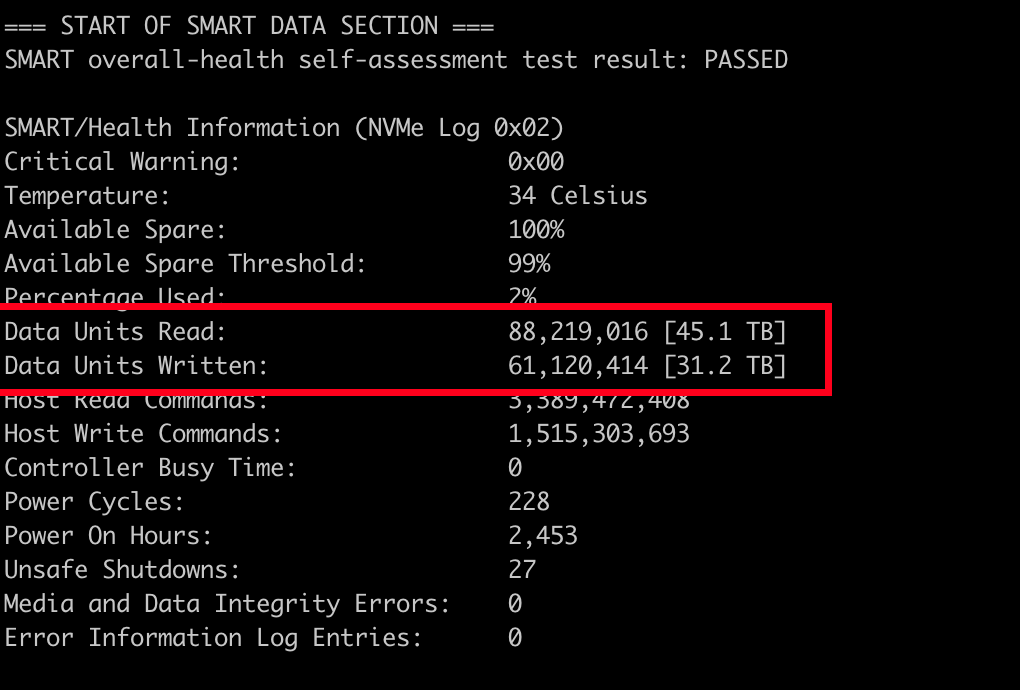 === START OF SMART DATA SECTION ===
SMART overall-health self-assessment test result: PASSED
SMART/Health Information (NVMe Log 0x02)
Critical Warning: 0x00
Temperature: 34 Celsius
Available Spare: 100%
Available Spare Threshold: 99%
Percentage Used: 2%
Data Units Read: 88,219,016 [45.1 TB]
Data Units Written: 61,120,414 [31.2 TB]
Host Read Commands: 3,389,472,408
Host Write Commands: 1,515,303,693
Controller Busy Time: 0
Power Cycles: 228
Power On Hours: 2,453
Unsafe Shutdowns: 27
Media and Data Integrity Errors: 0
Error Information Log Entries: 0